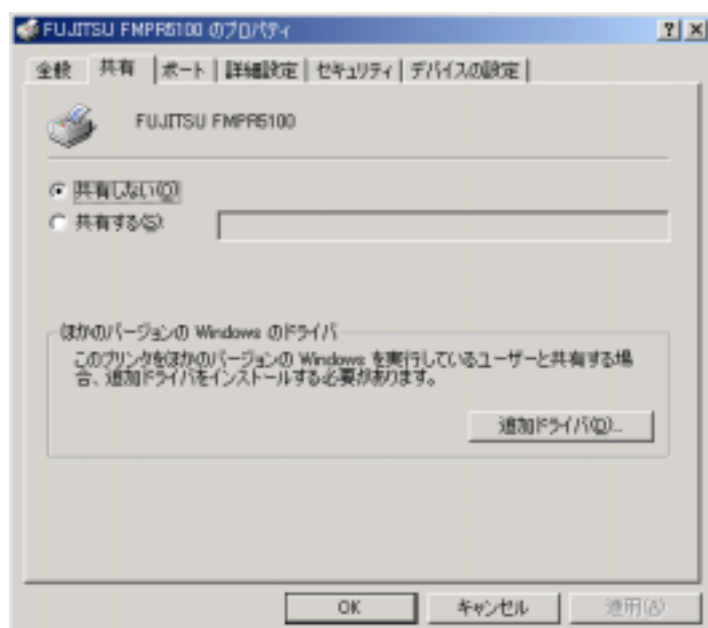 FUJITSU FMPR5100 のプロパティ
全般 共有 ポート 詳細設定 セキュリティ デバイスの設定
FUJITSU FMPR5100
共有しない(O)
共有する(S):
ほかのバージョンの Windows のドライバ
このプリンタをほかのバージョンの Windows を実行しているユーザーと共有する場
合、追加ドライバをインストールする必要があります。
追加ドライバ(D)...
OK キャンセル 適用(A)